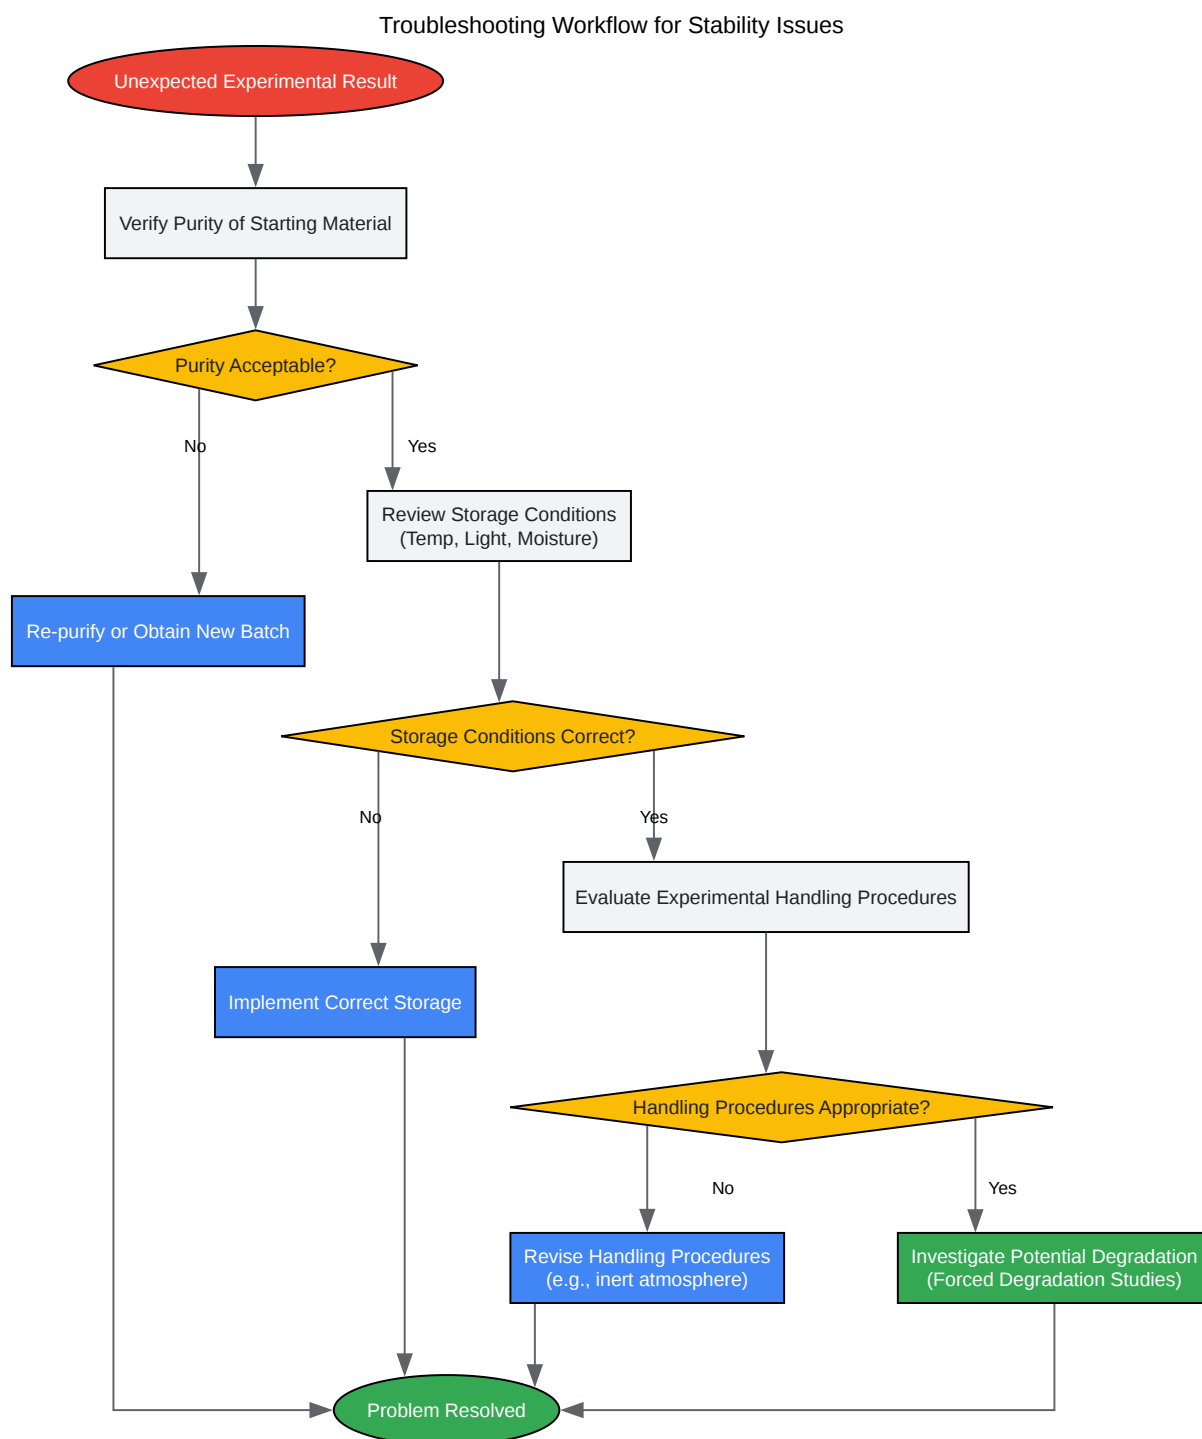 Troubleshooting Workflow for Stability Issues
Unexpected Experimental Result
Verify Purity of Starting Material
Purity Acceptable?
No
Yes
Review Storage Conditions
(Temp, Light, Moisture)
Re-purify or Obtain New Batch
Storage Conditions Correct?
No
Yes
Evaluate Experimental Handling Procedures
Implement Correct Storage
Handling Procedures Appropriate?
No
Yes
Revise Handling Procedures
(e.g., inert atmosphere)
Investigate Potential Degradation
(Forced Degradation Studies)
Problem Resolved